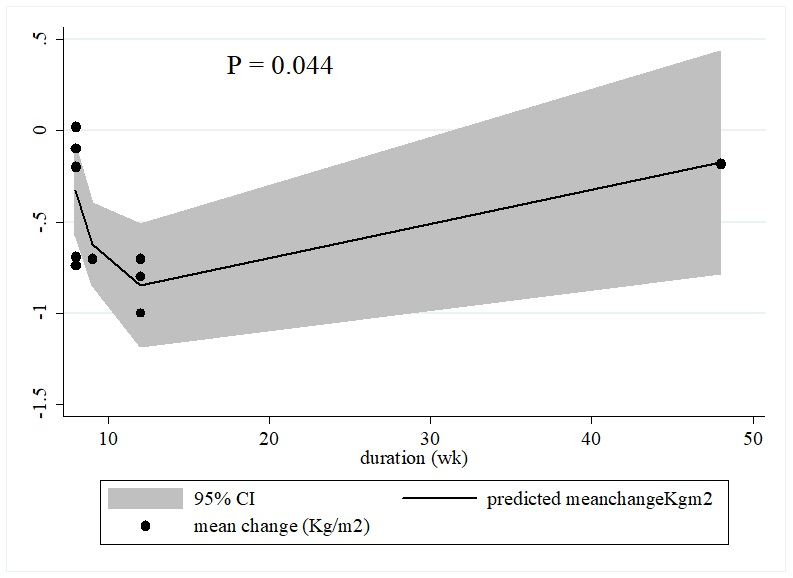 P = 0.044
.5
0
-.5
-1
-1.5
10 20 30 40 50
duration (wk)
95% CI predicted meanchangeKgm2
mean change (Kg/m2)